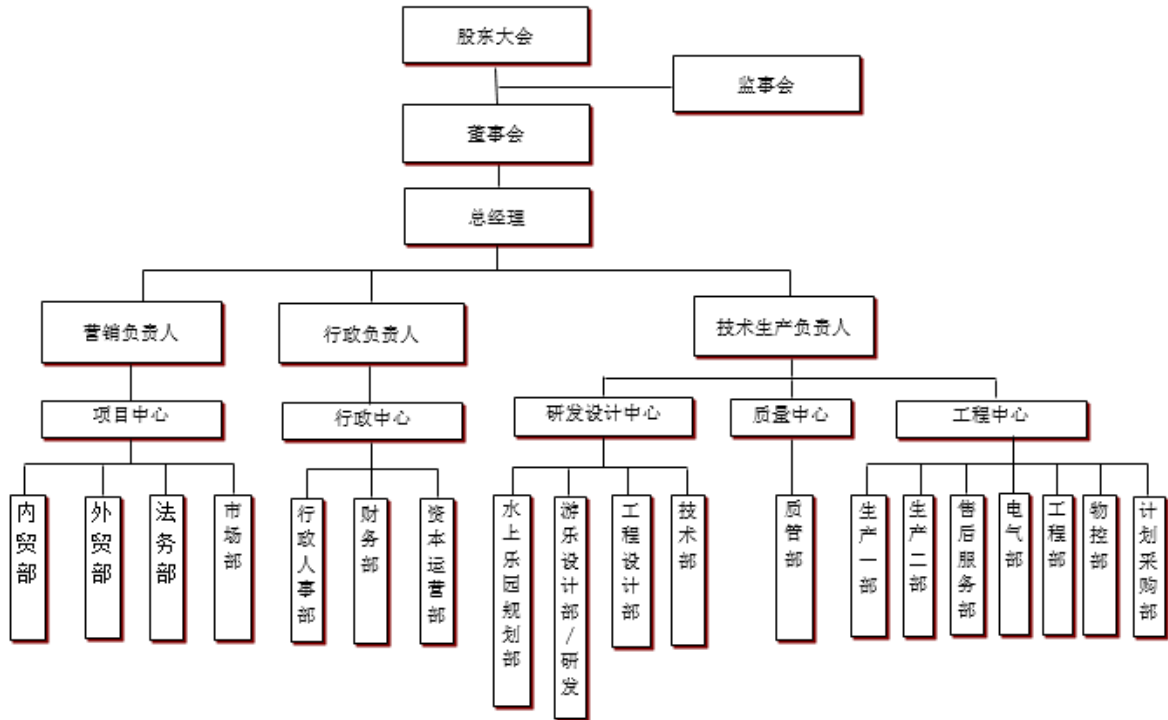 股东大会
监事会
董事会
总经理
营销负责人
行政负责人
技术生产负责人
项目中心
行政中心
研发设计中心
质量中心
工程中心
内贸部
外贸部
法务部
市场部
行政人事部
财务部
资本运营部
水上乐园规划部
游乐设计部/研发
工程设计部
技术部
质管部
生产一部
生产二部
售后服务部
电气部
工程部
物控部
计划采购部